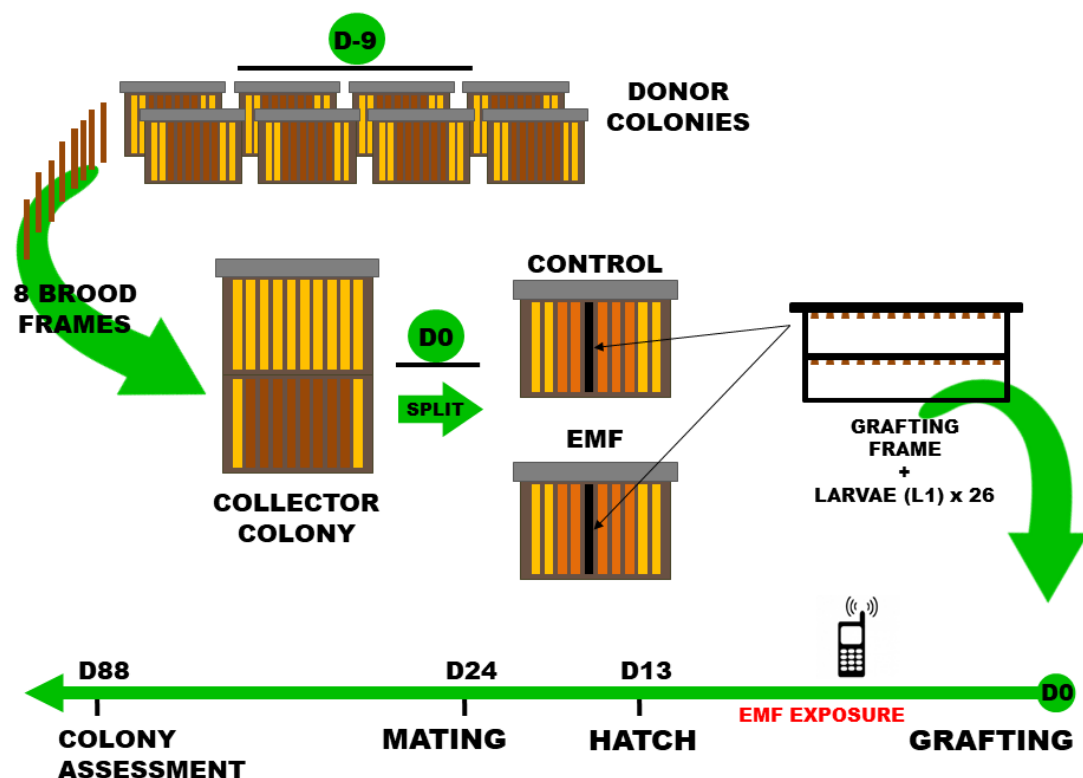 D-9
DONOR
COLONIES
8 BROOD
FRAMES
COLLECTOR
COLONY
D0
SPLIT
CONTROL
EMF
GRAFTING
FRAME
+
LARVAE (L1) x 26
D88
D24
D13
D0
EMF EXPOSURE
COLONY
ASSESSMENT
MATING
HATCH
GRAFTING